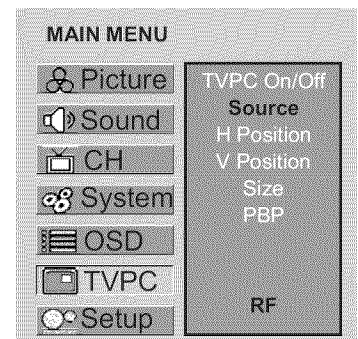 MAIN MENU
Picture
Sound
CH
System
OSD
TVPC
Setup
TVPC On/Off
Source
H Position
V Position
Size
PBP
RF